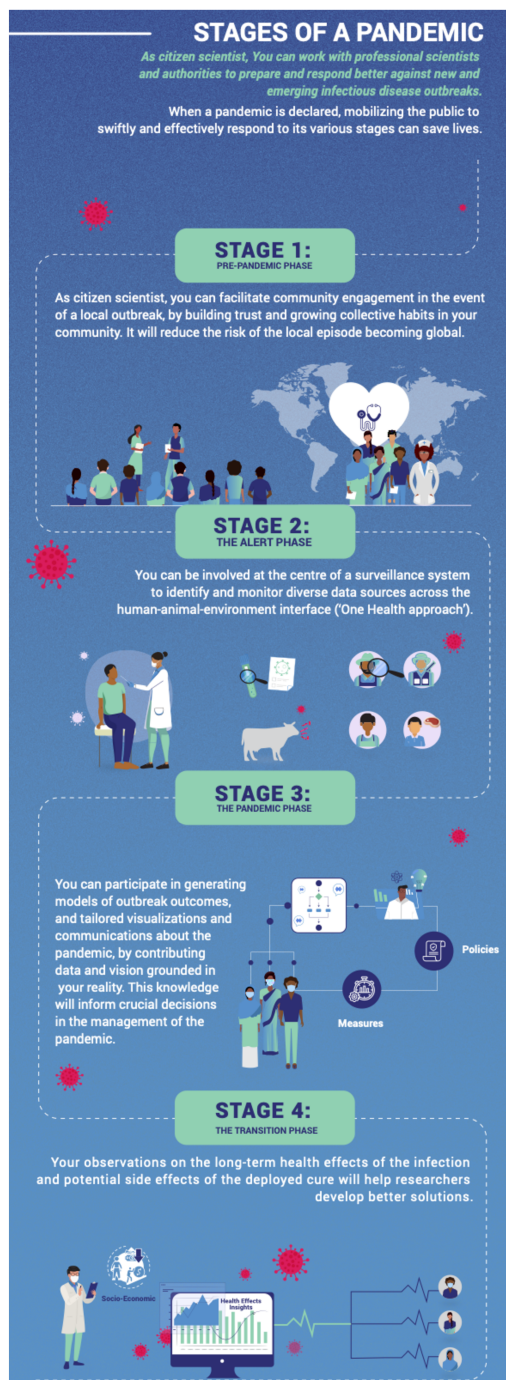 STAGES OF A PANDEMIC
As citizen scientist, You can work with professional scientists
and authorities to prepare and respond better against new and
emerging infectious disease outbreaks.
When a pandemic is declared, mobilizing the public to
swiftly and effectively respond to its various stages can save lives.
STAGE 1:
PRE-PANDEMIC PHASE
As citizen scientist, you can facilitate community engagement in the event
of a local outbreak, by building trust and growing collective habits in your
community. It will reduce the risk of the local episode becoming global.
STAGE 2:
THE ALERT PHASE
You can be involved at the centre of a surveillance system
to identify and monitor diverse data sources across the
human-animal-environment interface (‘One Health approach’).
STAGE 3:
THE PANDEMIC PHASE
You can participate in generating
models of outbreak outcomes,
and tailored visualizations and
communications about the
pandemic, by contributing
data and vision grounded in
your reality. This knowledge
will inform crucial decisions
in the management of the
pandemic.
Policies
Measures
STAGE 4:
THE TRANSITION PHASE
Your observations on the long-term health effects of the infection
and potential side effects of the deployed cure will help researchers
develop better solutions.
Socio-Economic
Health Effects
Insights